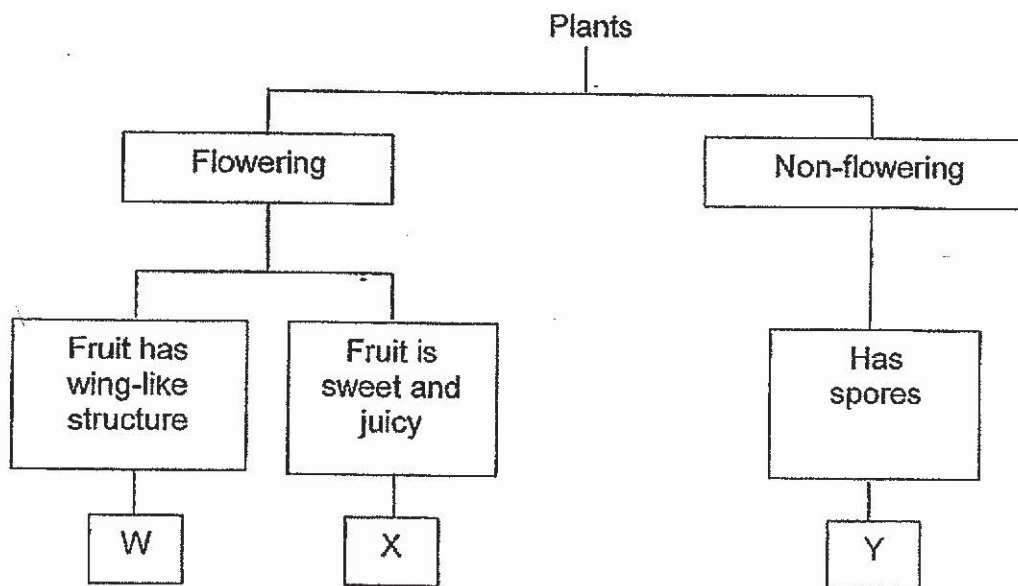 Plants
Flowering
Non-flowering
Fruit has
wing-like
structure
Fruit is
sweet and
juicy
Has
spores
W
X
Y